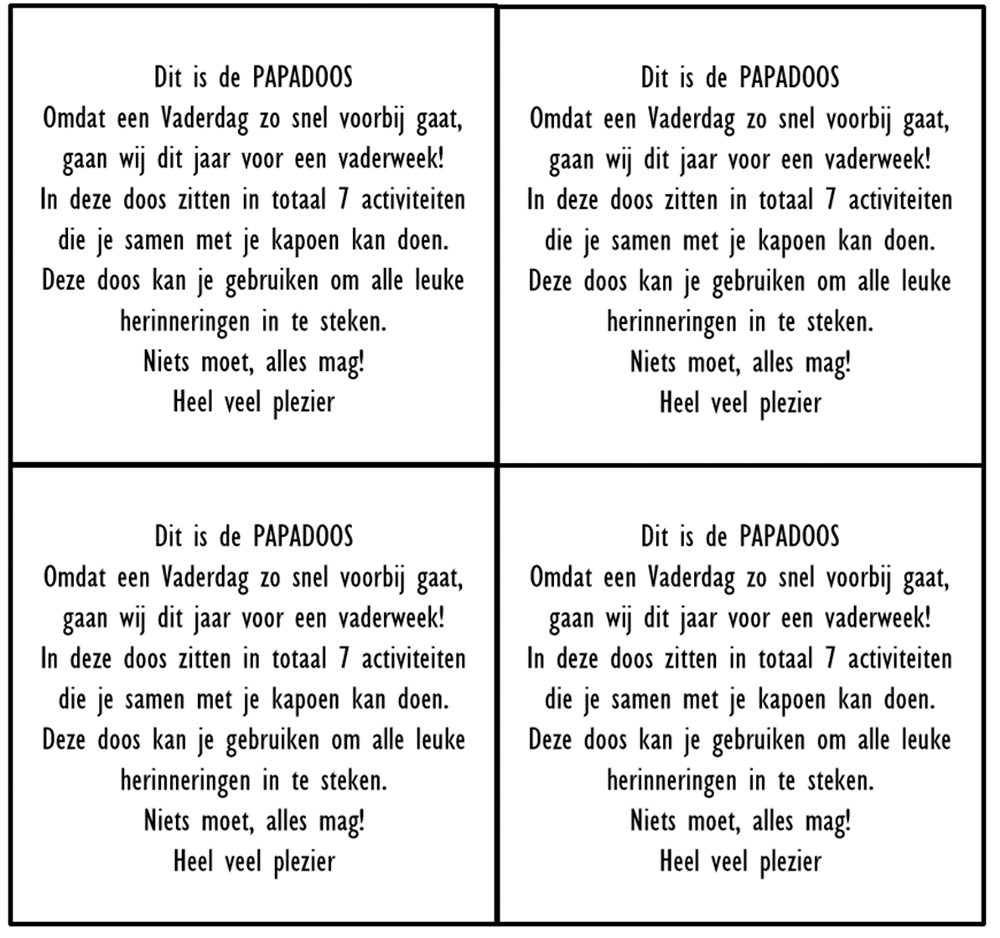 Dit is de PAPADOOS
Omdat een Vaderdag zo snel voorbij gaat,
gaan wij dit jaar voor een vaderweek!
In deze doos zitten in totaal 7 activiteiten
die je samen met je kapoen kan doen.
Deze doos kan je gebruiken om alle leuke
herinneringen in te steken.
Niets moet, alles mag!
Heel veel plezier
Dit is de PAPADOOS
Omdat een Vaderdag zo snel voorbij gaat,
gaan wij dit jaar voor een vaderweek!
In deze doos zitten in totaal 7 activiteiten
die je samen met je kapoen kan doen.
Deze doos kan je gebruiken om alle leuke
herinneringen in te steken.
Niets moet, alles mag!
Heel veel plezier
Dit is de PAPADOOS
Omdat een Vaderdag zo snel voorbij gaat,
gaan wij dit jaar voor een vaderweek!
In deze doos zitten in totaal 7 activiteiten
die je samen met je kapoen kan doen.
Deze doos kan je gebruiken om alle leuke
herinneringen in te steken.
Niets moet, alles mag!
Heel veel plezier
Dit is de PAPADOOS
Omdat een Vaderdag zo snel voorbij gaat,
gaan wij dit jaar voor een vaderweek!
In deze doos zitten in totaal 7 activiteiten
die je samen met je kapoen kan doen.
Deze doos kan je gebruiken om alle leuke
herinneringen in te steken.
Niets moet, alles mag!
Heel veel plezier